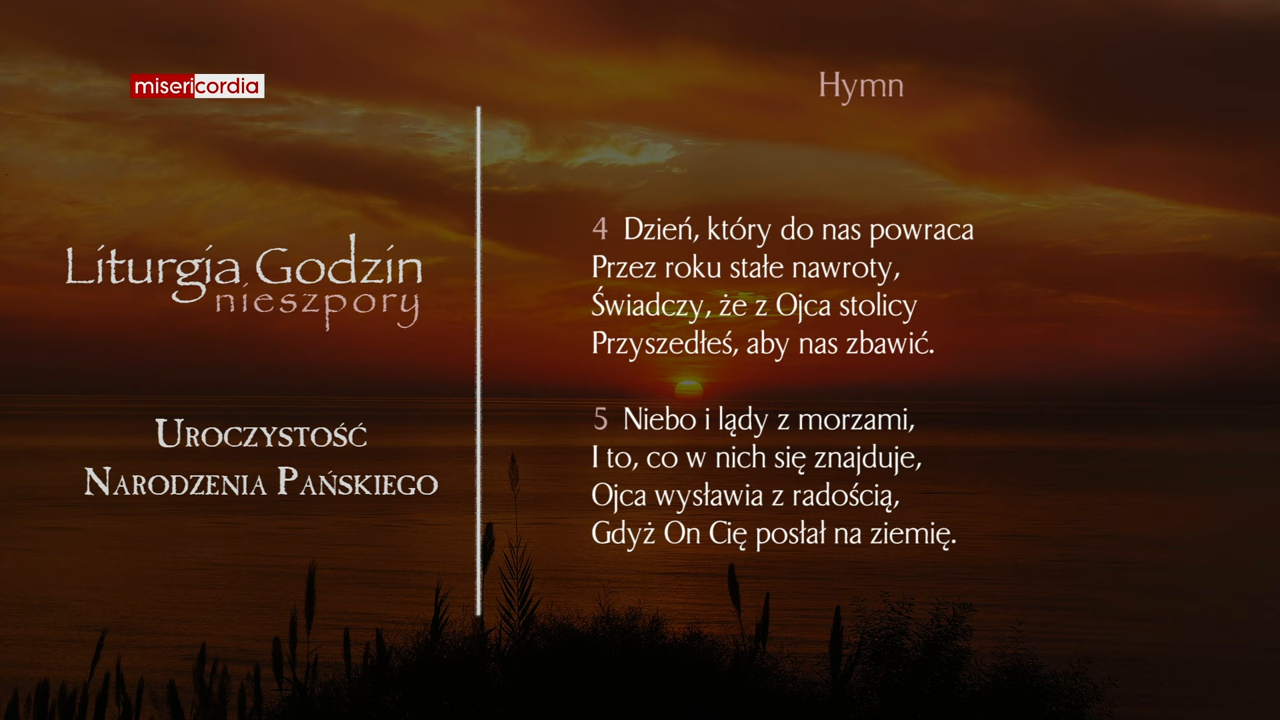 misericordia
Liturgia Godzin
nieszpory
Uroczystość
Narodzenia Pańskiego
Hymn
4 Dzień, który do nas powraca
Przez roku stałe nawroty,
Świadczy, że z Ojca stolicy
Przyszedłeś, aby nas zbawić.
5 Niebo i lądy z morzami,
I to, co w nich się znajduje,
Ojca wysławia z radością,
Gdyż On Cię posłał na ziemię.